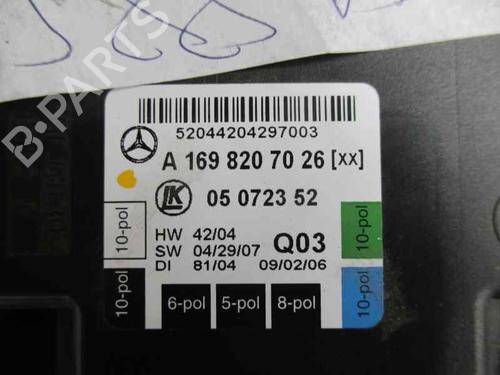 B-PARTS
52044204297003
A 169 820 70 26 [xx]
LK 05 0723 52
HW 42/04
SW 04/29/07 Q03
DI 81/04 09/02/06
10-pol
10-pol
10-pol
10-pol
6-pol 5-pol 8-pol